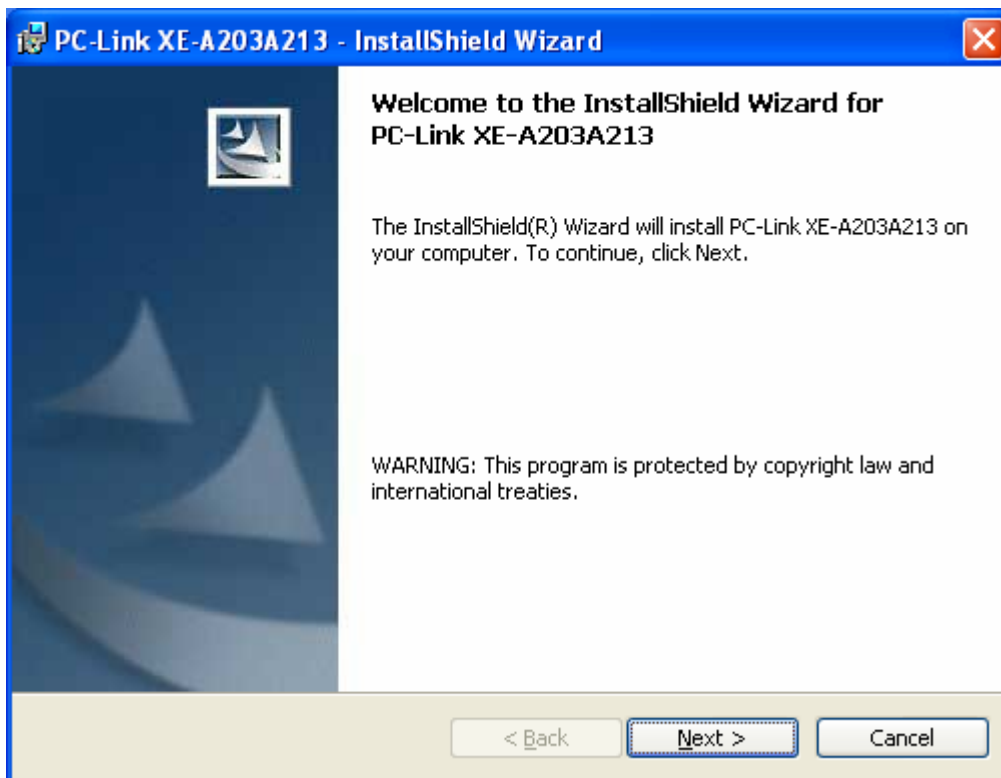 PC-Link XE-A203A213 - InstallShield Wizard
Welcome to the InstallShield Wizard for
PC-Link XE-A203A213
The InstallShield(R) Wizard will install PC-Link XE-A203A213 on
your computer. To continue, click Next.
WARNING: This program is protected by copyright law and
international treaties.
< Back Next > Cancel